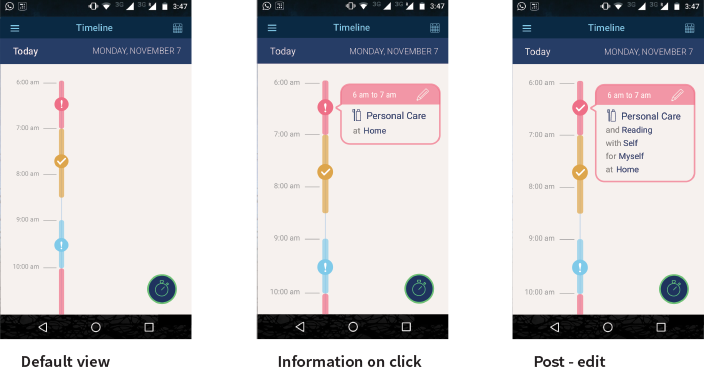 3G 3G 3:47
Timeline
Today MONDAY, NOVEMBER 7
6:00 am
7:00 am
8:00 am
9:00 am
10:00 am
Default view
3G 3G 3:47
Timeline
Today MONDAY, NOVEMBER 7
6:00 am
6 am to 7 am
Personal Care
at Home
7:00 am
8:00 am
9:00 am
10:00 am
Information on click
3G 3G 3:47
Timeline
Today MONDAY, NOVEMBER 7
6:00 am
6 am to 7 am
Personal Care
and Reading
with Self
for Myself
at Home
7:00 am
8:00 am
9:00 am
10:00 am
Post - edit